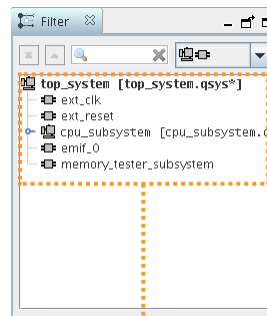 Filter
top_system [top_system.qsys*]
ext_clk
ext_reset
cpu_subsystem [cpu_subsystem.
emif_0
memory_tester_subsystem